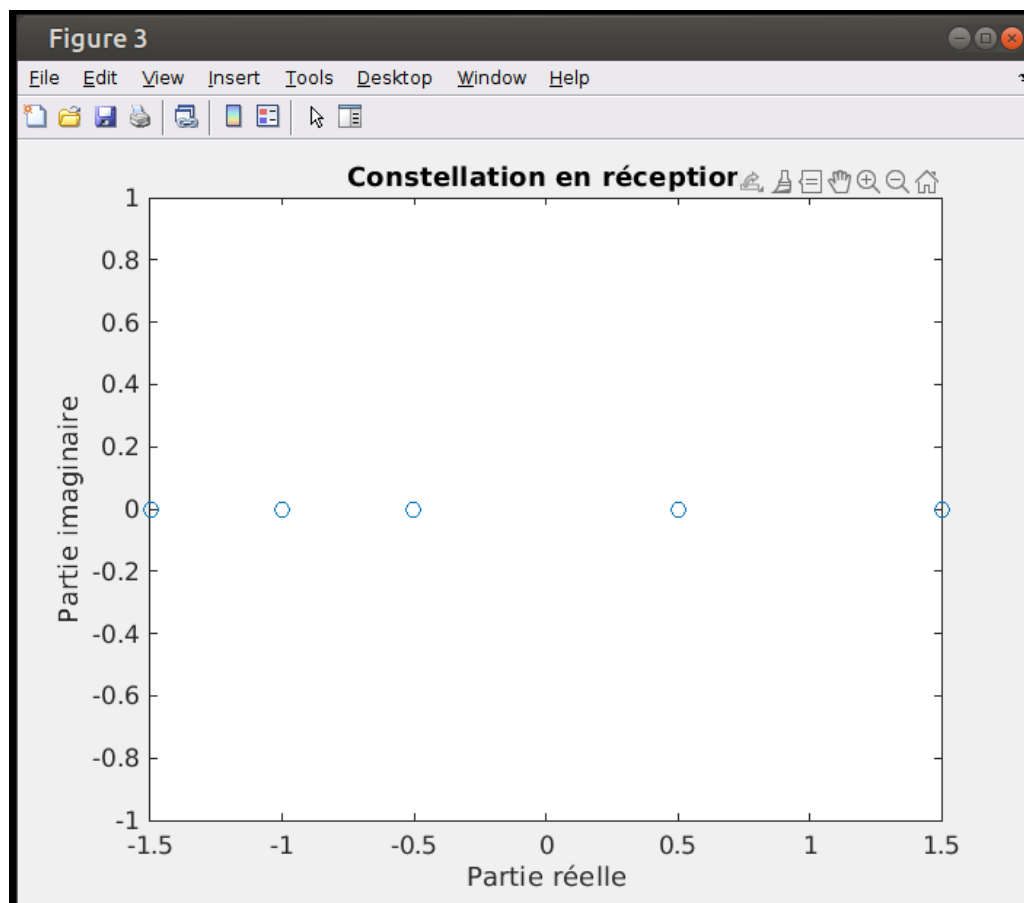 Figure 3
File Edit View Insert Tools Desktop Window Help
Constellation en réception
1
0.8
0.6
0.4
0.2
0
-0.2
-0.4
-0.6
-0.8
-1
Partie imaginaire
-1.5 -1 -0.5 0 0.5 1 1.5
Partie réelle